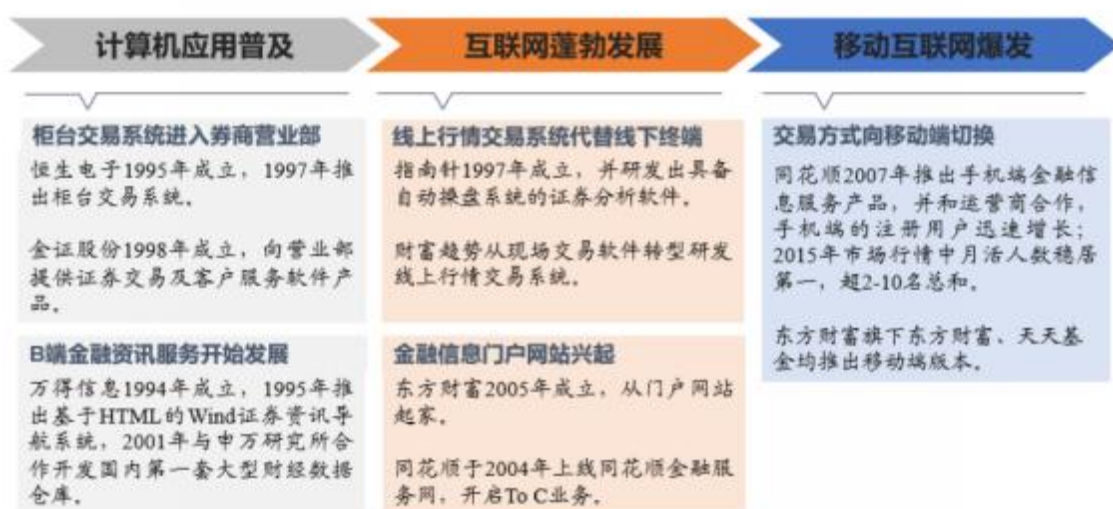 计算机应用普及
互联网蓬勃发展
移动互联网爆发
柜台交易系统进入券商营业部
恒生电子1995年成立，1997年推
出柜台交易系统。
金证股份1998年成立，向营业部
提供证券交易及客户服务软件产
品。
B端金融资讯服务开始发展
万得信息1994年成立，1995年推
出基于HTML的Wind证券资讯导
航系统，2001年与申万研究所合
作开发国内第一套大型财经数据
仓库。
线上行情交易系统代替线下终端
指南针1997年成立，并研发出具备
自动操盘系统的证券分析软件。
财富趋势从现场交易软件转型研发
线上行情交易系统。
金融信息门户网站兴起
东方财富2005年成立，从门户网站
起家。
同花顺于2004年上线同花顺金融服
务网，开启To C业务。
交易方式向移动端切换
同花顺2007年推出手机端金融信
息服务产品，并和运营商合作，
手机端的注册用户迅速增长；
2015年市场行情中月活人数稳居
第一，超2-10名总和。
东方财富旗下东方财富、天天基
金均推出移动端版本。